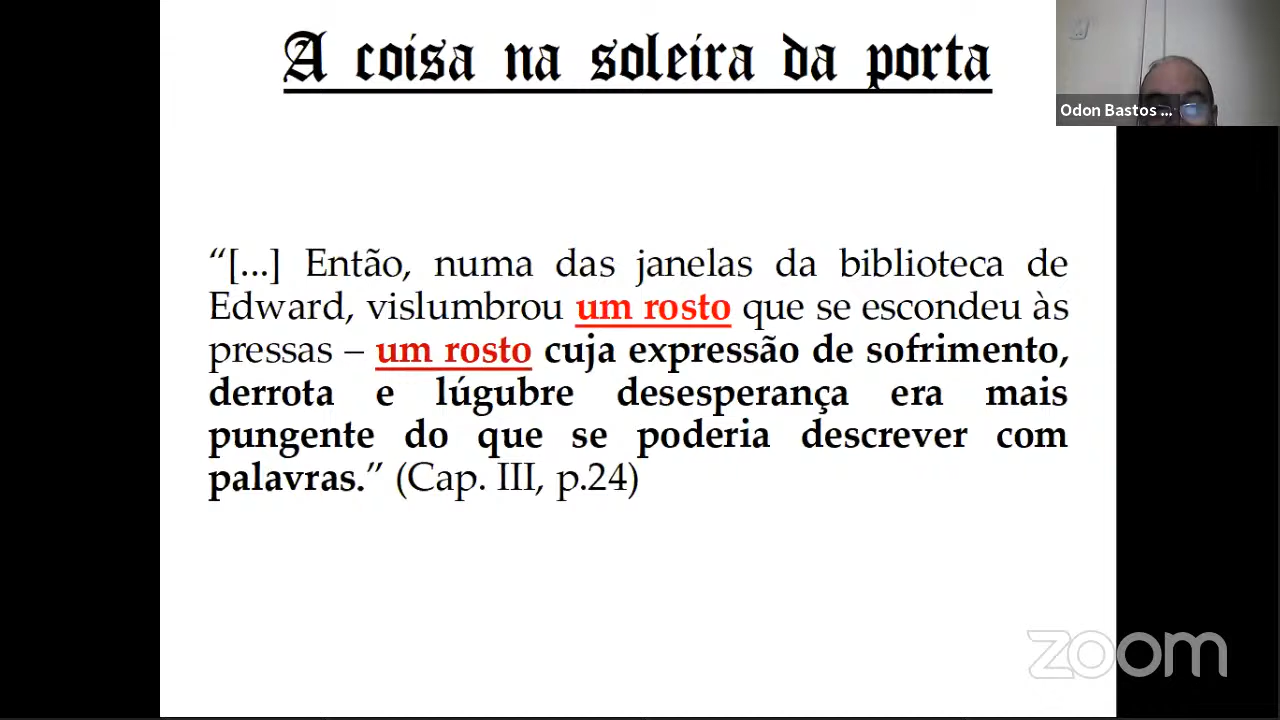 A coisa na soleira da porta
Odon Bastos ...
“[...] Então, numa das janelas da biblioteca de
Edward, vislumbrou um rosto que se escondeu às
pressas – um rosto cuja expressão de sofrimento,
derrota e lúgubre desesperança era mais
pungente do que se poderia descrever com
palavras.” (Cap. III, p.24)
zoom